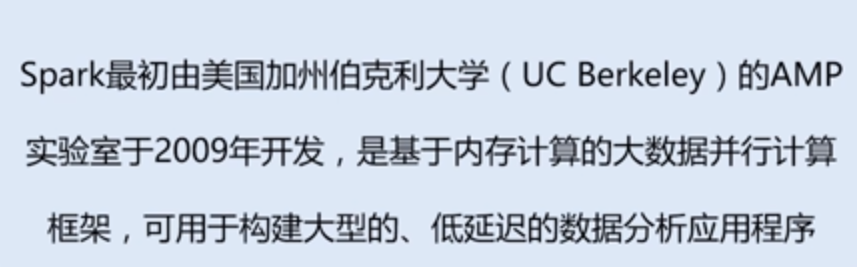 Spark最初由美国加州伯克利大学（UC Berkeley）的AMP
实验室于2009年开发，是基于内存计算的大数据并行计算
框架，可用于构建大型的、低延迟的数据分析应用程序